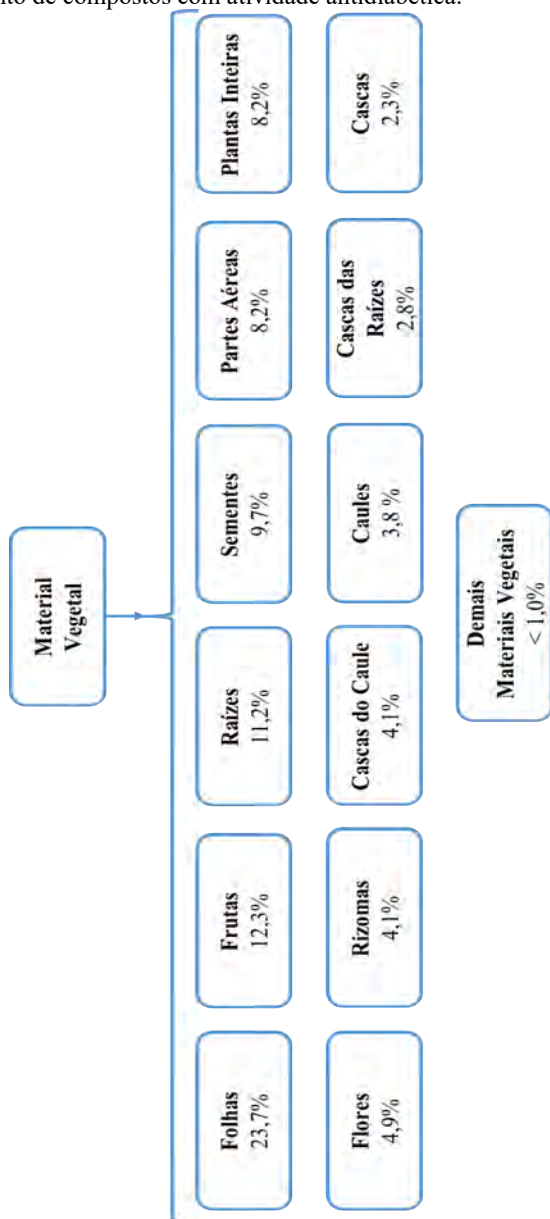 ito de compostos com atividade antidiabética.
Material
Vegetal
Folhas
23,7%
Frutas
12,3%
Raízes
11,2%
Sementes
9,7%
Partes Aéreas
8,2%
Plantas Inteiras
8,2%
Flores
4,9%
Rizomas
4,1%
Cascas do Caule
4,1%
Caules
3,8 %
Cascas das
Raízes
2,8%
Cascas
2,3%
Demais
Materiais Vegetais
< 1,0%